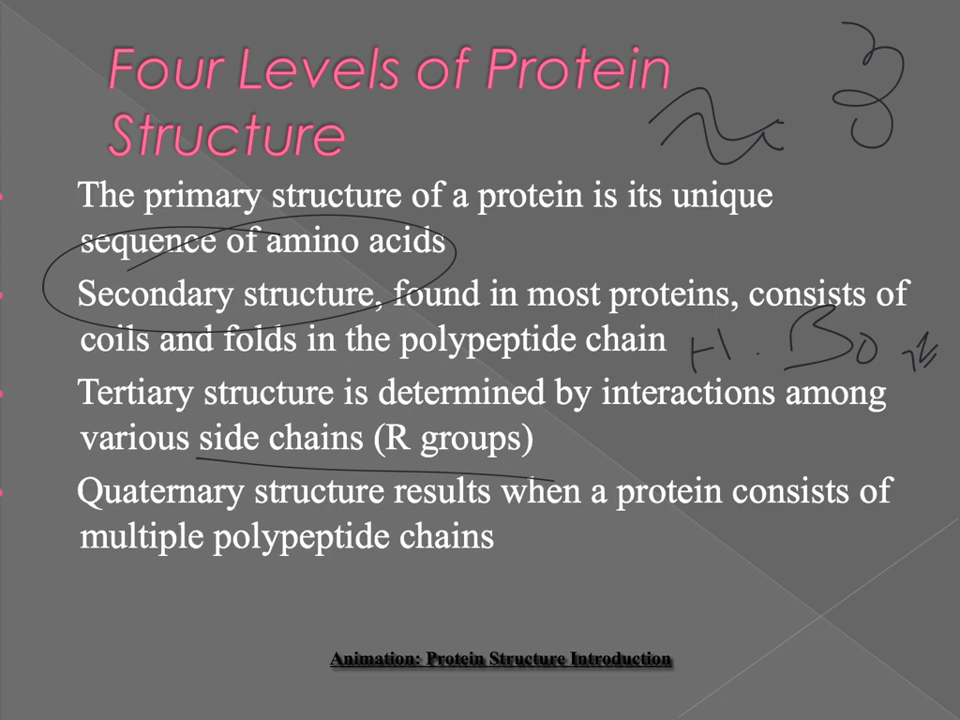 Four Levels of Protein
Structure
The primary structure of a protein is its unique
sequence of amino acids
Secondary structure, found in most proteins, consists of
coils and folds in the polypeptide chain
H. Bo
Tertiary structure is determined by interactions among
various side chains (R groups)
Quaternary structure results when a protein consists of
multiple polypeptide chains
Animation: Protein Structure Introduction